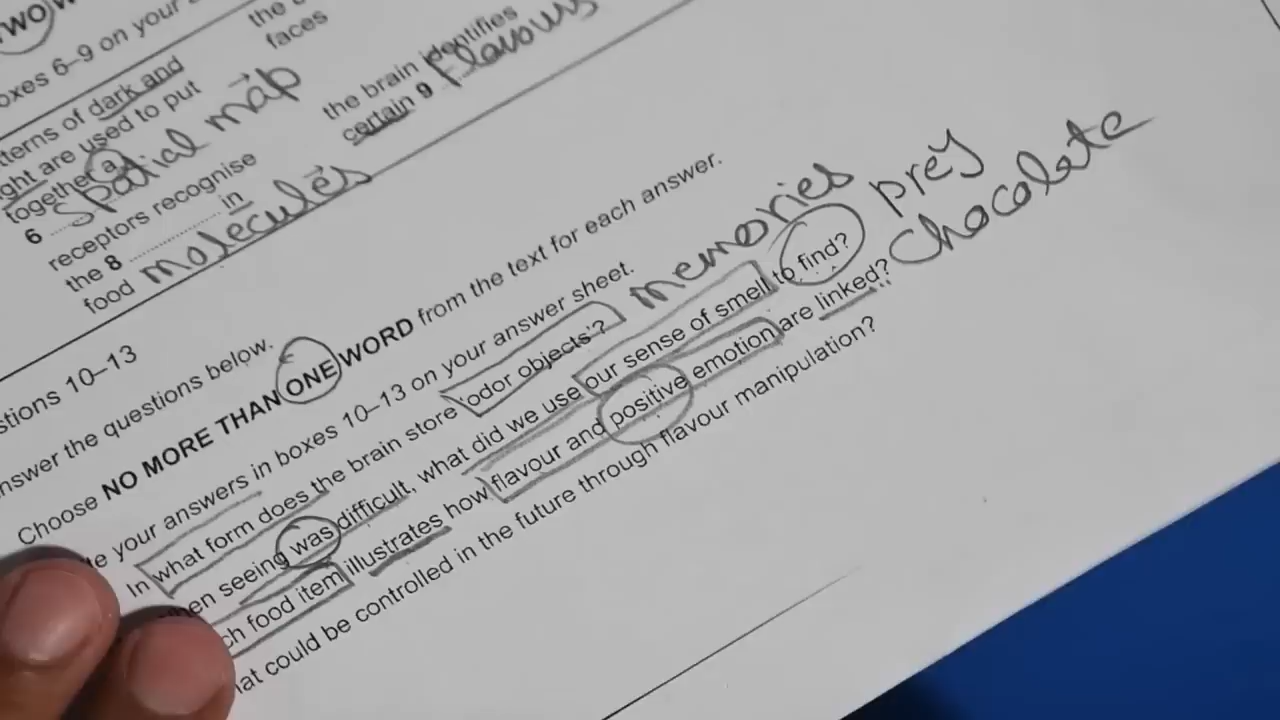 TWO
boxes 6–9 on your
the
faces
patterns of dark and
light are used to put
together a
6 spatial map
the brain identifies
certain 9 flavours
receptors recognise
the 8 .......... in
food molecules
Questions 10–13
Answer the questions below.
Choose NO MORE THAN ONE WORD from the text for each answer.
Write your answers in boxes 10–13 on your answer sheet.
In what form does the brain store 'odor objects'? memories
When seeing was difficult, what did we use our sense of smell to find? prey
Which food item illustrates how flavour and positive emotion are linked? chocolate
What could be controlled in the future through flavour manipulation?